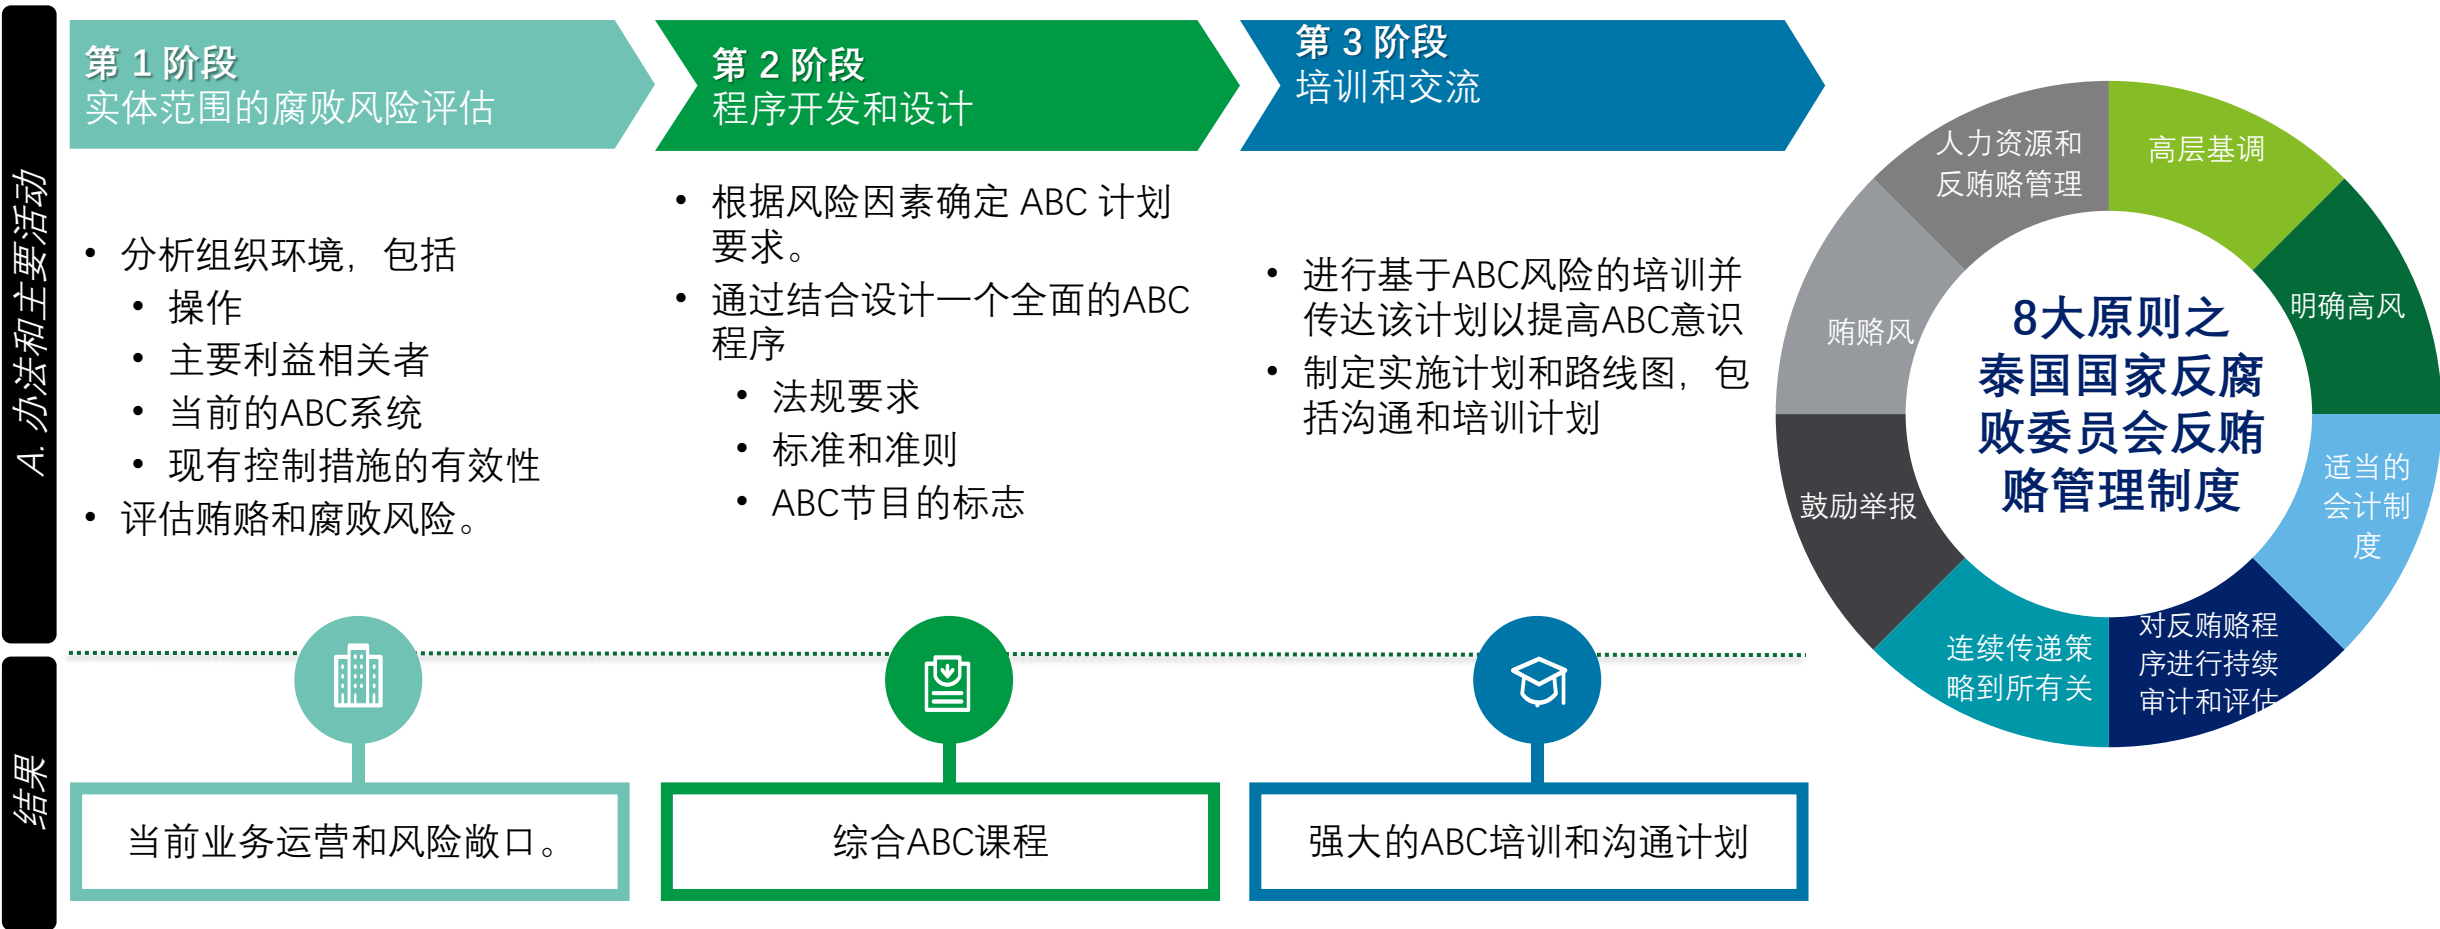 A. 办法和主要活动
第 1 阶段
实体范围的腐败风险评估
• 分析组织环境，包括
• 操作
• 主要利益相关者
• 当前的ABC系统
• 现有控制措施的有效性
• 评估贿赂和腐败风险。
第 2 阶段
程序开发和设计
• 根据风险因素确定 ABC 计划
要求。
• 通过结合设计一个全面的ABC
程序
• 法规要求
• 标准和准则
• ABC节目的标志
第 3 阶段
培训和交流
• 进行基于ABC风险的培训并
传达该计划以提高ABC意识
• 制定实施计划和路线图，包
括沟通和培训计划
结果
当前业务运营和风险敞口。
综合ABC课程
强大的ABC培训和沟通计划
8大原则之
泰国国家反腐
败委员会反贿
赂管理制度
高层基调
明确高风
适当的
会计制
度
对反贿赂程
序进行持续
审计和评估
连续传递策
略到所有关
鼓励举报
贿赂风
人力资源和
反贿赂管理